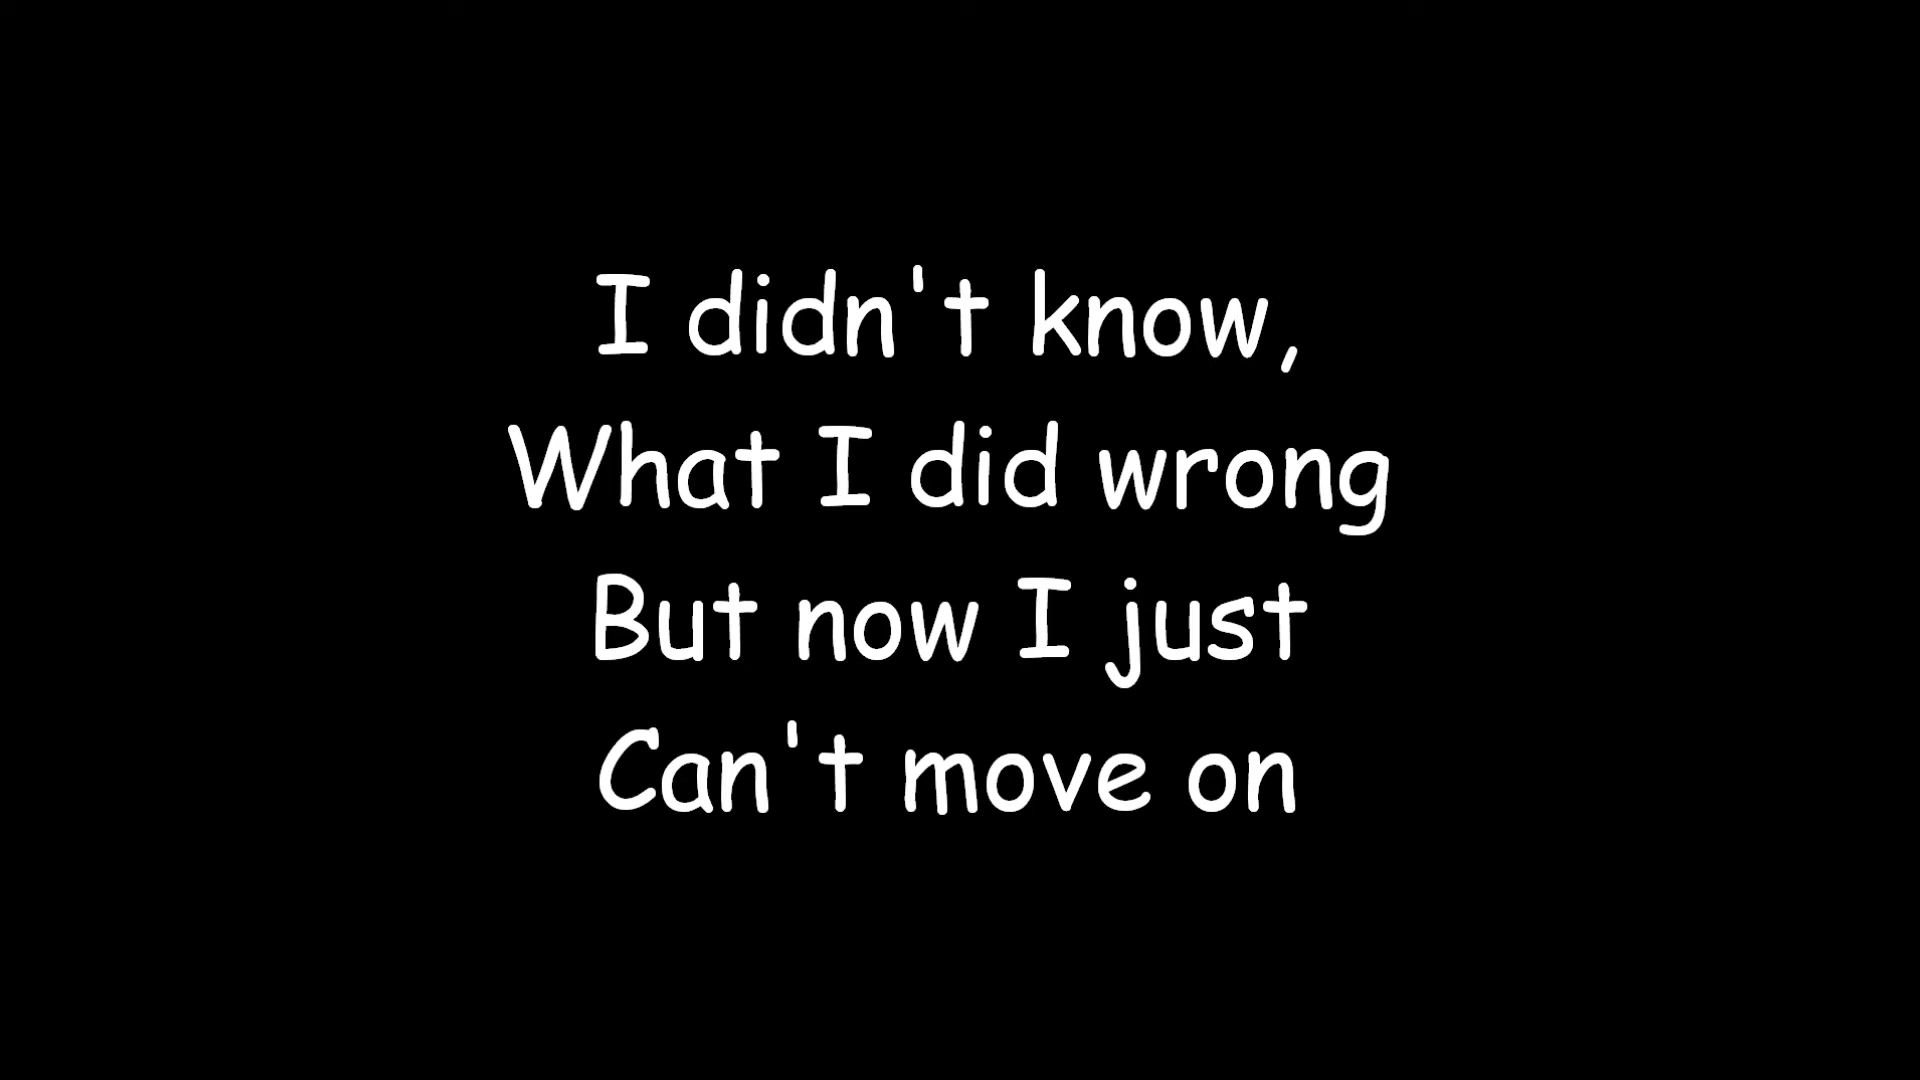 I didn't know,
What I did wrong
But now I just
Can't move on